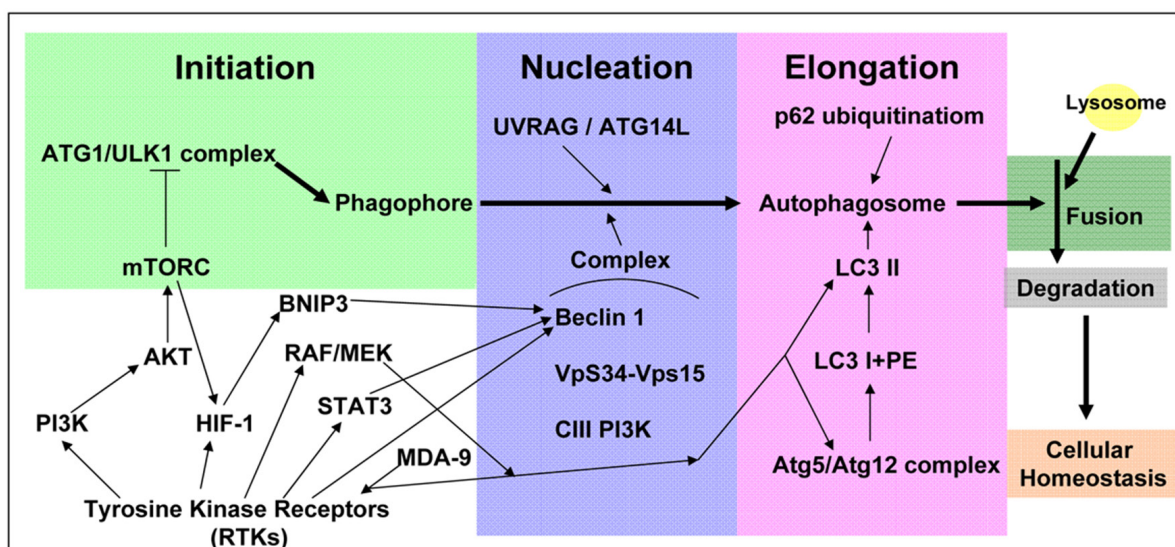 Initiation
Nucleation
Elongation
Lysosome
UVRAG / ATG14L
p62 ubiquitinatiom
ATG1/ULK1 complex
Phagophore
Autophagosome
Fusion
mTORC
Complex
LC3 II
Degradation
BNIP3
Beclin 1
AKT
RAF/MEK
LC3 I+PE
VpS34-Vps15
STAT3
PI3K
HIF-1
CIII PI3K
MDA-9
Atg5/Atg12 complex
Cellular
Homeostasis
Tyrosine Kinase Receptors
(RTKs)